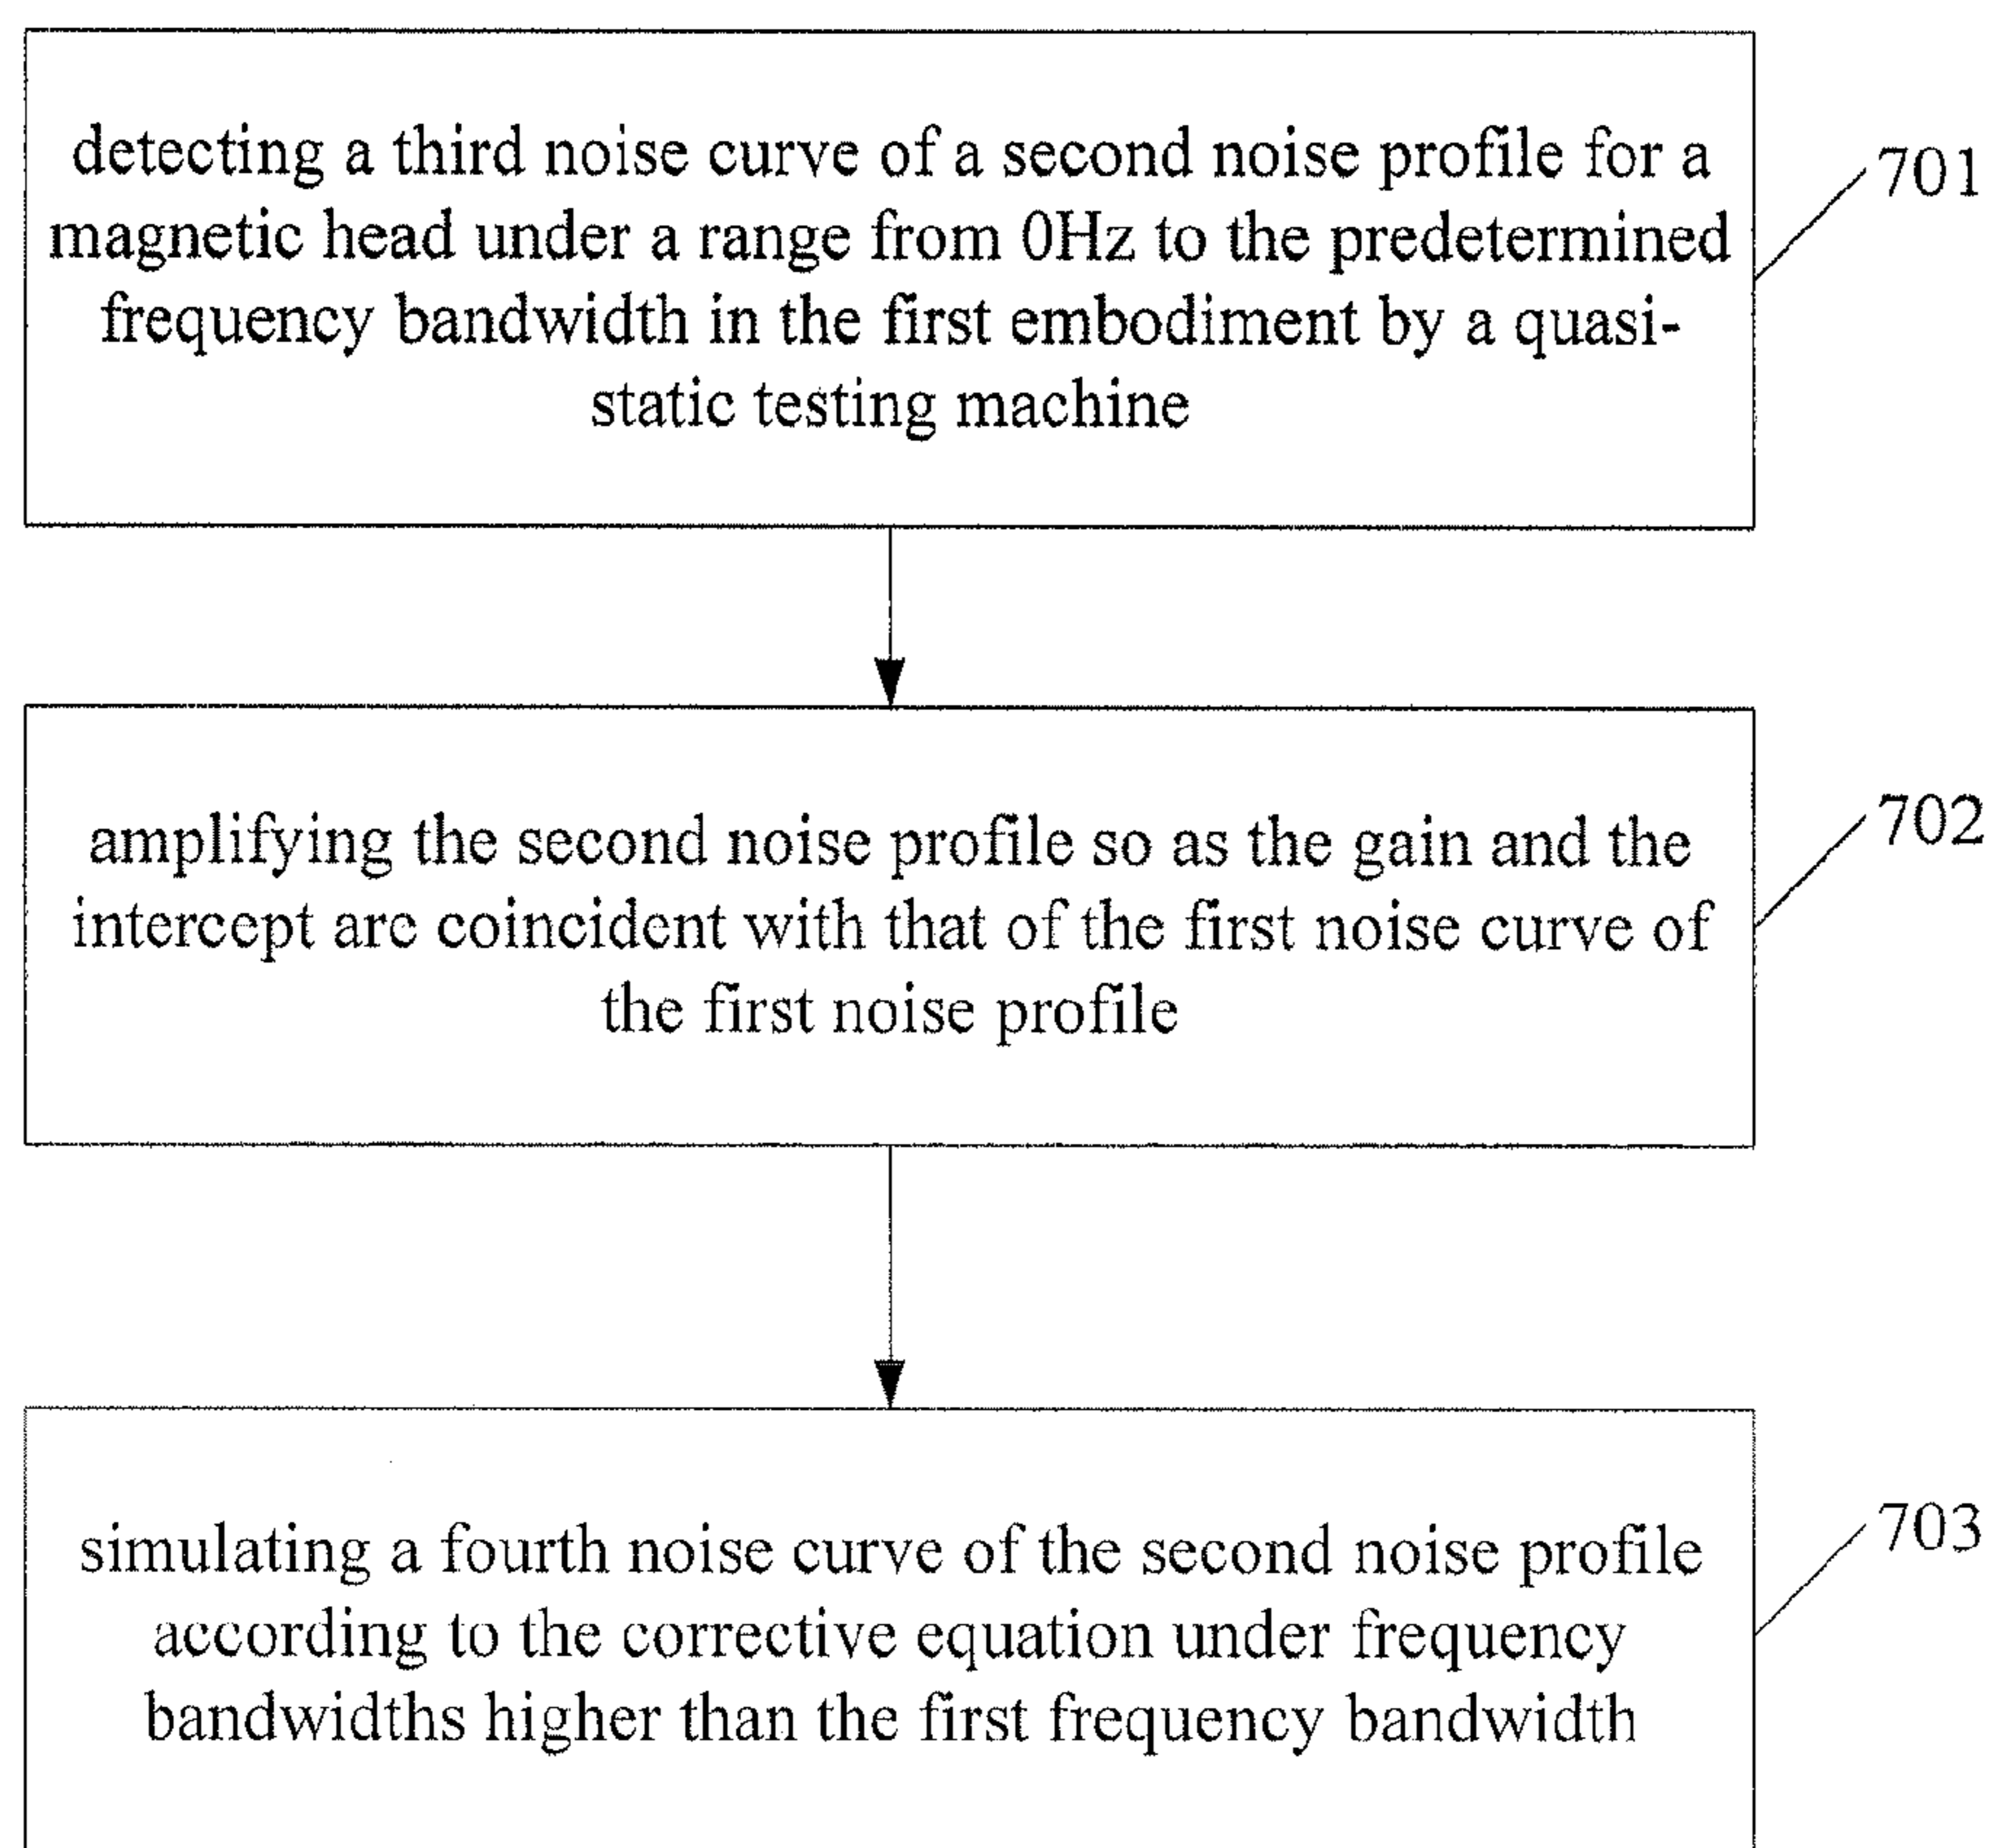 detecting a third noise curve of a second noise profile for a
magnetic head under a range from 0Hz to the predetermined
frequency bandwidth in the first embodiment by a quasi-
static testing machine
701
amplifying the second noise profile so as the gain and the
intercept are coincident with that of the first noise curve of
the first noise profile
702
simulating a fourth noise curve of the second noise profile
according to the corrective equation under frequency
bandwidths higher than the first frequency bandwidth
703